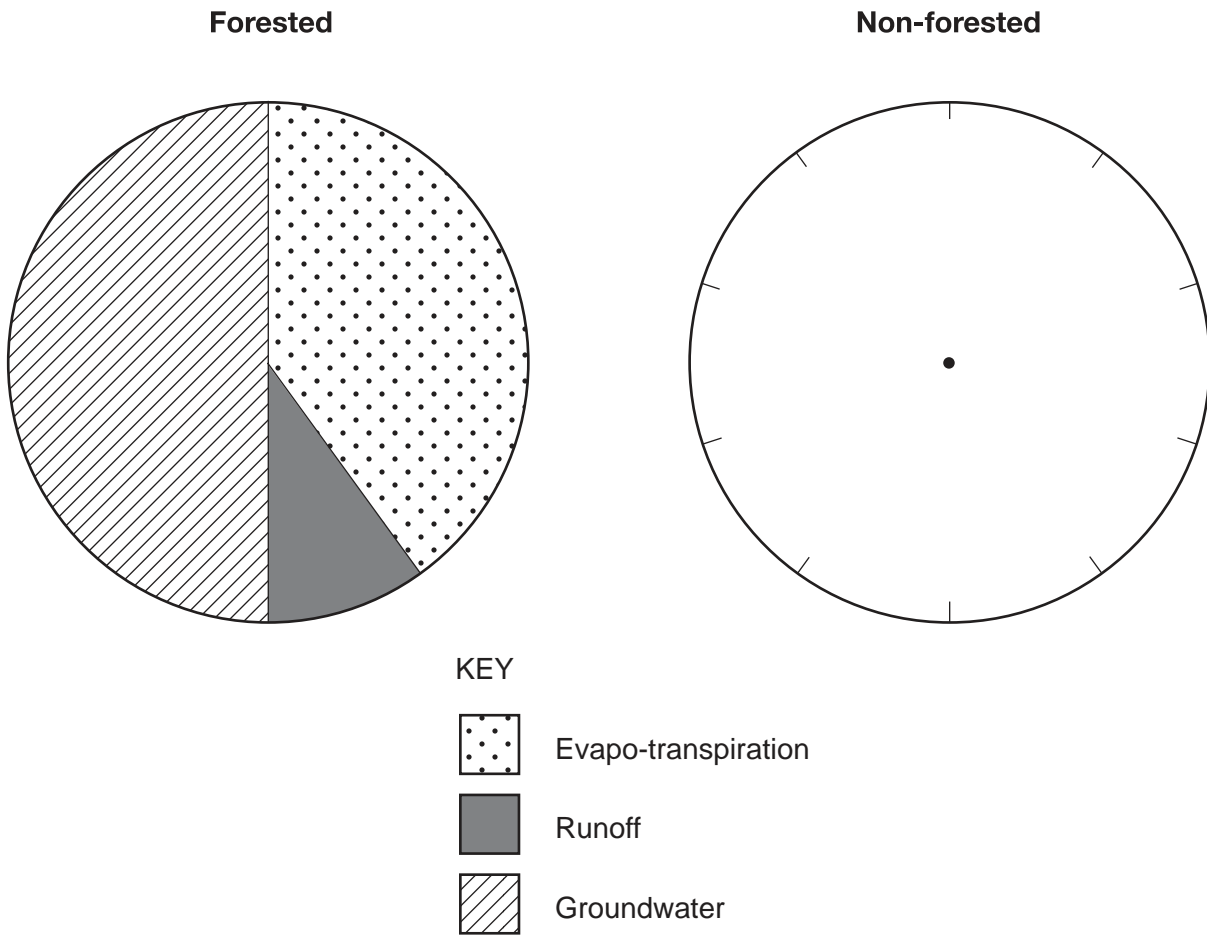 Forested
Non-forested
KEY
Evapo-transpiration
Runoff
Groundwater